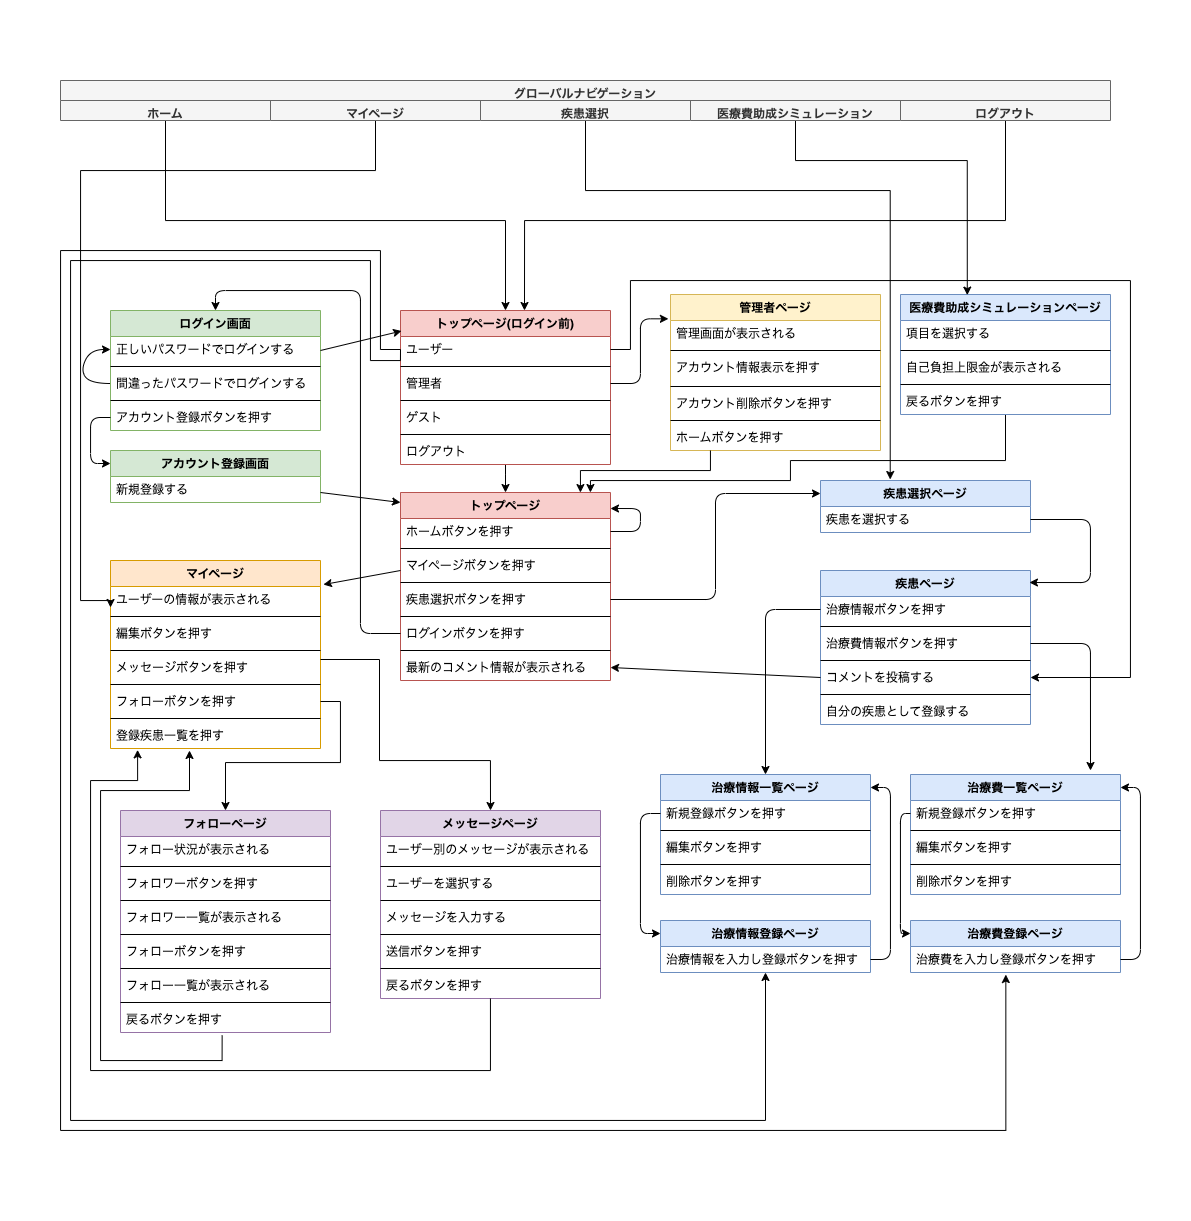 グローバルナビゲーション
ホーム
マイページ
疾患選択
医療費助成シミュレーション
ログアウト
ログイン画面
正しいパスワードでログインする
間違ったパスワードでログインする
アカウント登録ボタンを押す
アカウント登録画面
新規登録する
トップページ(ログイン前)
ユーザー
管理者
ゲスト
ログアウト
管理者ページ
管理画面が表示される
アカウント情報表示を押す
アカウント削除ボタンを押す
ホームボタンを押す
医療費助成シミュレーションページ
項目を選択する
自己負担上限金が表示される
戻るボタンを押す
トップページ
ホームボタンを押す
マイページボタンを押す
疾患選択ボタンを押す
ログインボタンを押す
最新のコメント情報が表示される
疾患選択ページ
疾患を選択する
マイページ
ユーザーの情報が表示される
編集ボタンを押す
メッセージボタンを押す
フォローボタンを押す
登録疾患一覧を押す
疾患ページ
治療情報ボタンを押す
治療費情報ボタンを押す
コメントを投稿する
自分の疾患として登録する
フォローページ
フォロー状況が表示される
フォロワーボタンを押す
フォロワー一覧が表示される
フォローボタンを押す
フォロー一覧が表示される
戻るボタンを押す
メッセージページ
ユーザー別のメッセージが表示される
ユーザーを選択する
メッセージを入力する
送信ボタンを押す
戻るボタンを押す
治療情報一覧ページ
新規登録ボタンを押す
編集ボタンを押す
削除ボタンを押す
治療費一覧ページ
新規登録ボタンを押す
編集ボタンを押す
削除ボタンを押す
治療情報登録ページ
治療情報を入力し登録ボタンを押す
治療費登録ページ
治療費を入力し登録ボタンを押す